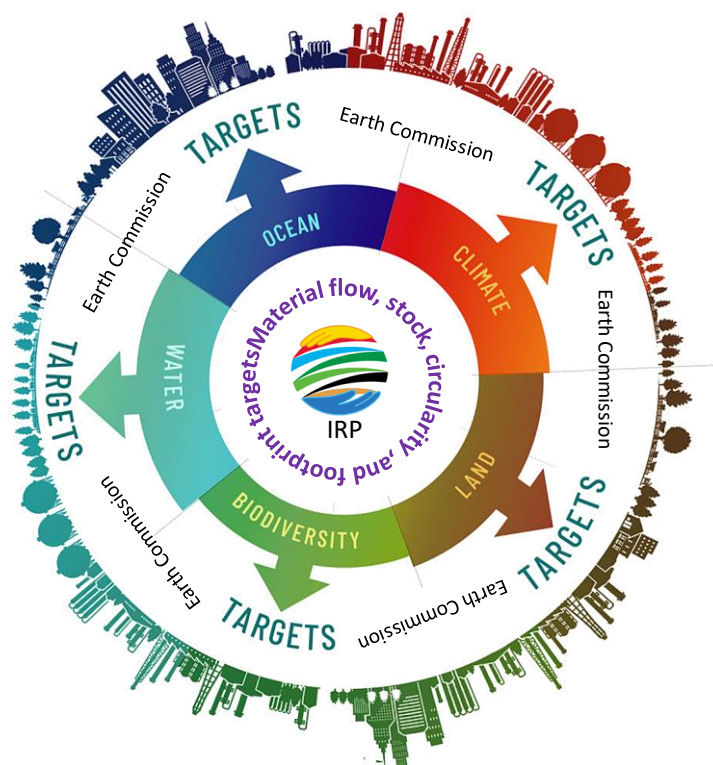 Earth Commission
TARGETS
CLIMATE
Earth Commission
TARGETS
LAND
Earth Commission
TARGETS
BIODIVERSITY
Earth Commission
TARGETS
WATER
Earth Commission
TARGETS
OCEAN
Material flow, stock, circularity ,and footprint targets
IRP